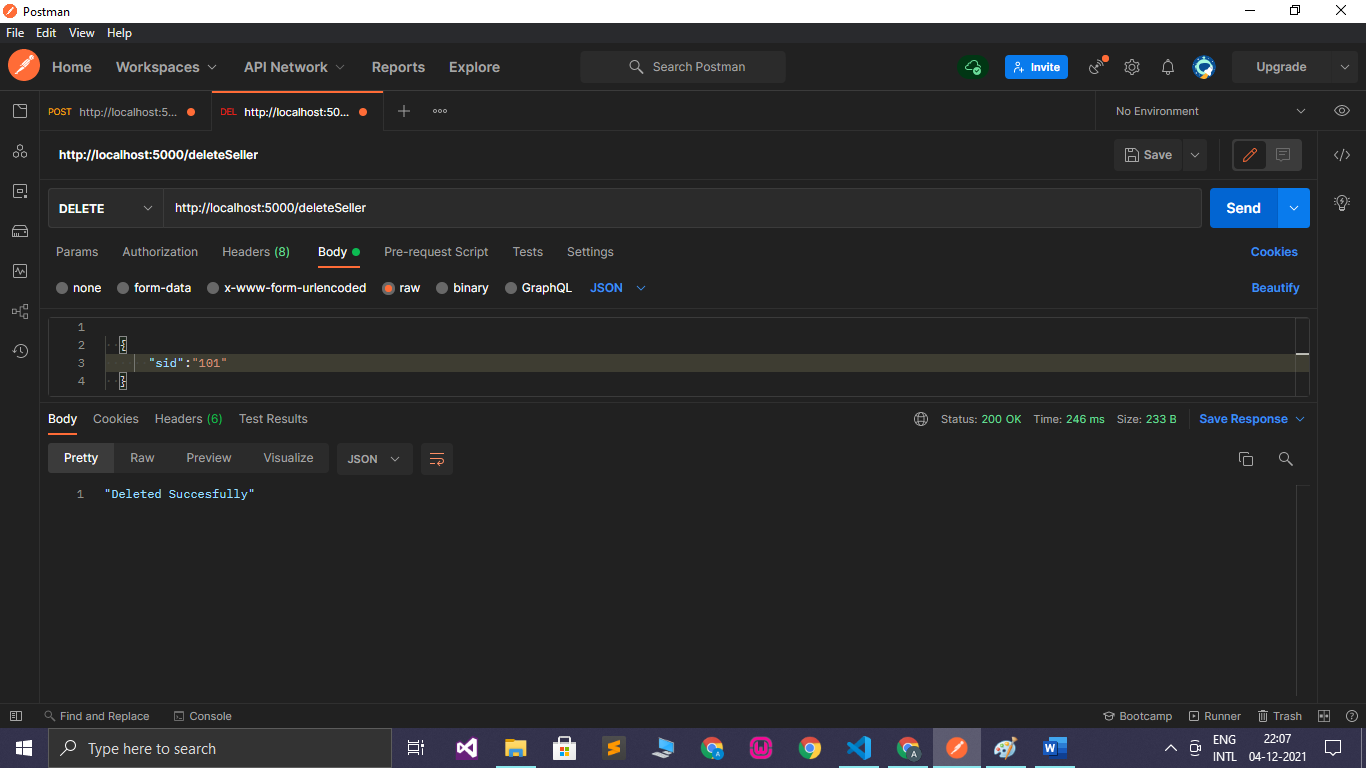 Postman
File Edit View Help
Home Workspaces API Network Reports Explore Search Postman Invite Upgrade
POST http://localhost:5... DEL http://localhost:50... No Environment
http://localhost:5000/deleteSeller Save
DELETE http://localhost:5000/deleteSeller Send
Params Authorization Headers (8) Body Pre-request Script Tests Settings Cookies
none form-data x-www-form-urlencoded raw binary GraphQL JSON Beautify
1
2 {
3 "sid":"101"
4 }
Body Cookies Headers (6) Test Results Status: 200 OK Time: 246 ms Size: 233 B Save Response
Pretty Raw Preview Visualize JSON
1 "Deleted Succesfully"
Find and Replace Console Bootcamp Runner Trash
Type here to search ENG 22:07
INTL 04-12-2021